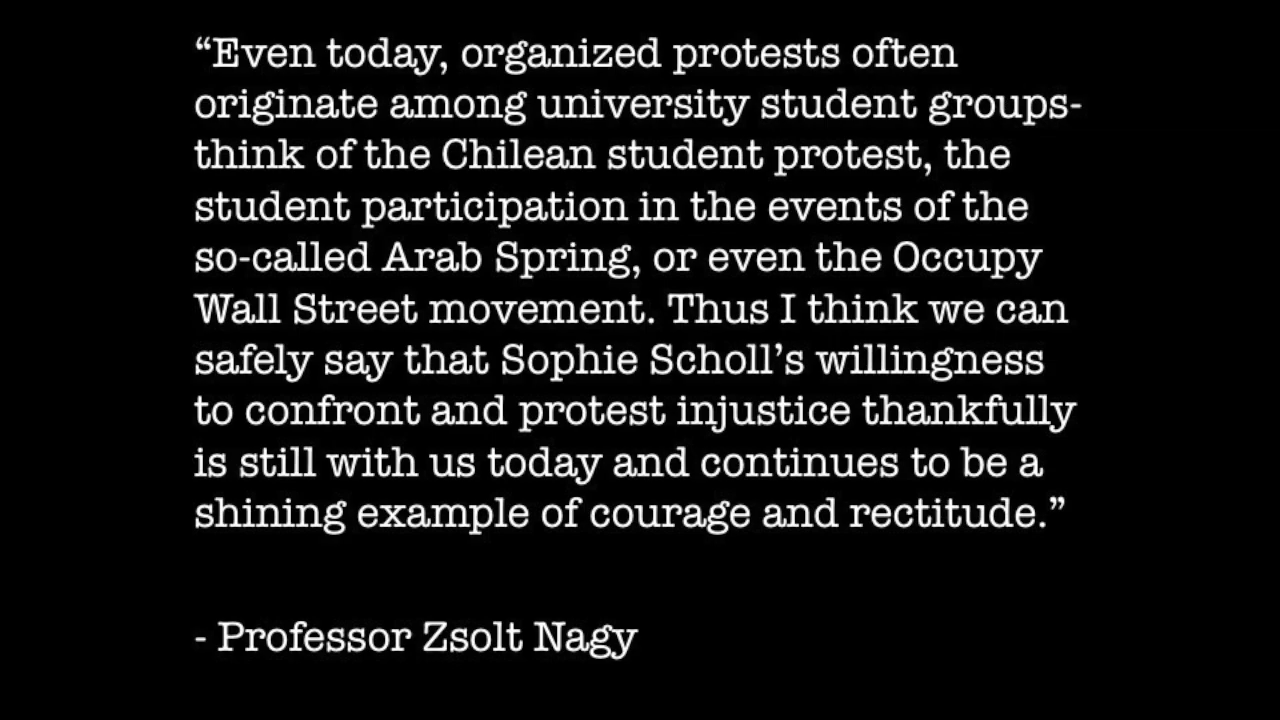 “Even today, organized protests often
originate among university student groups-
think of the Chilean student protest, the
student participation in the events of the
so-called Arab Spring, or even the Occupy
Wall Street movement. Thus I think we can
safely say that Sophie Scholl’s willingness
to confront and protest injustice thankfully
is still with us today and continues to be a
shining example of courage and rectitude.”
- Professor Zsolt Nagy